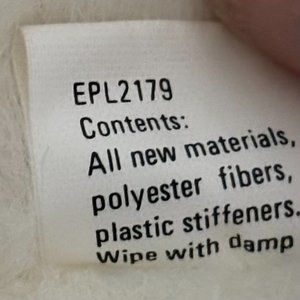 EPL2179
Contents:
All new materials,
polyester fibers,
plastic stiffeners.
Wipe with damp